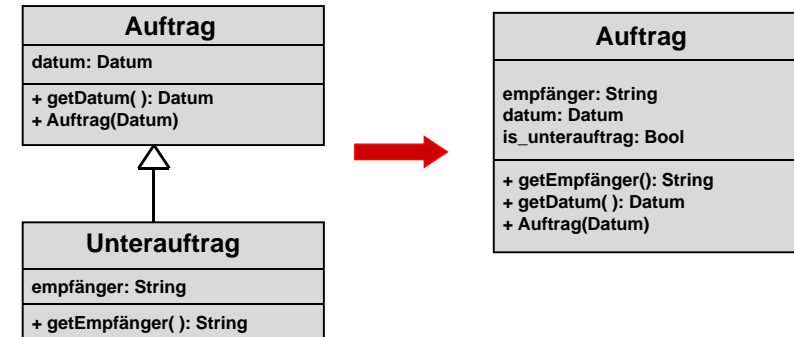 Auftrag
datum: Datum
+ getDatum( ): Datum
+ Auftrag(Datum)
Unterauftrag
empfänger: String
+ getEmpfänger( ): String
Auftrag
empfänger: String
datum: Datum
is_unterauftrag: Bool
+ getEmpfänger(): String
+ getDatum( ): Datum
+ Auftrag(Datum)